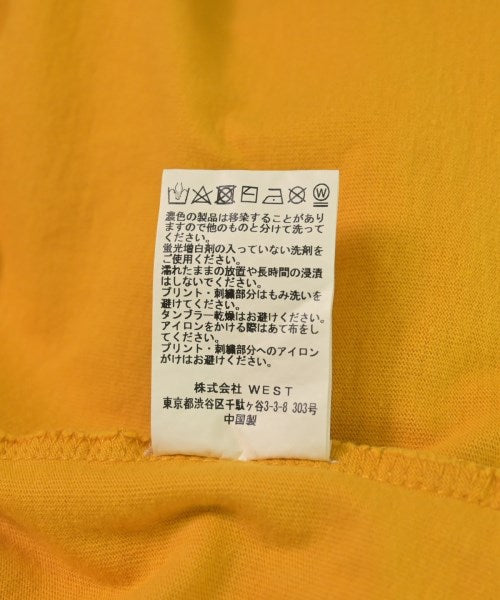 濃色の製品は移染することがあり
ますので他のものと分けて洗って
ください。
蛍光増白剤の入っていない洗剤を
ご使用ください。
濡れたままの放置や長時間の浸漬
はしないでください。
プリント・刺繍部分はもみ洗いを
避けてください。
タンブラー乾燥はお避けください。
アイロンをかける際はあて布をし
てください。
プリント・刺繍部分へのアイロン
がけはお避けください。
株式会社 WEST
東京都渋谷区千駄ヶ谷3-3-8 303号
中国製